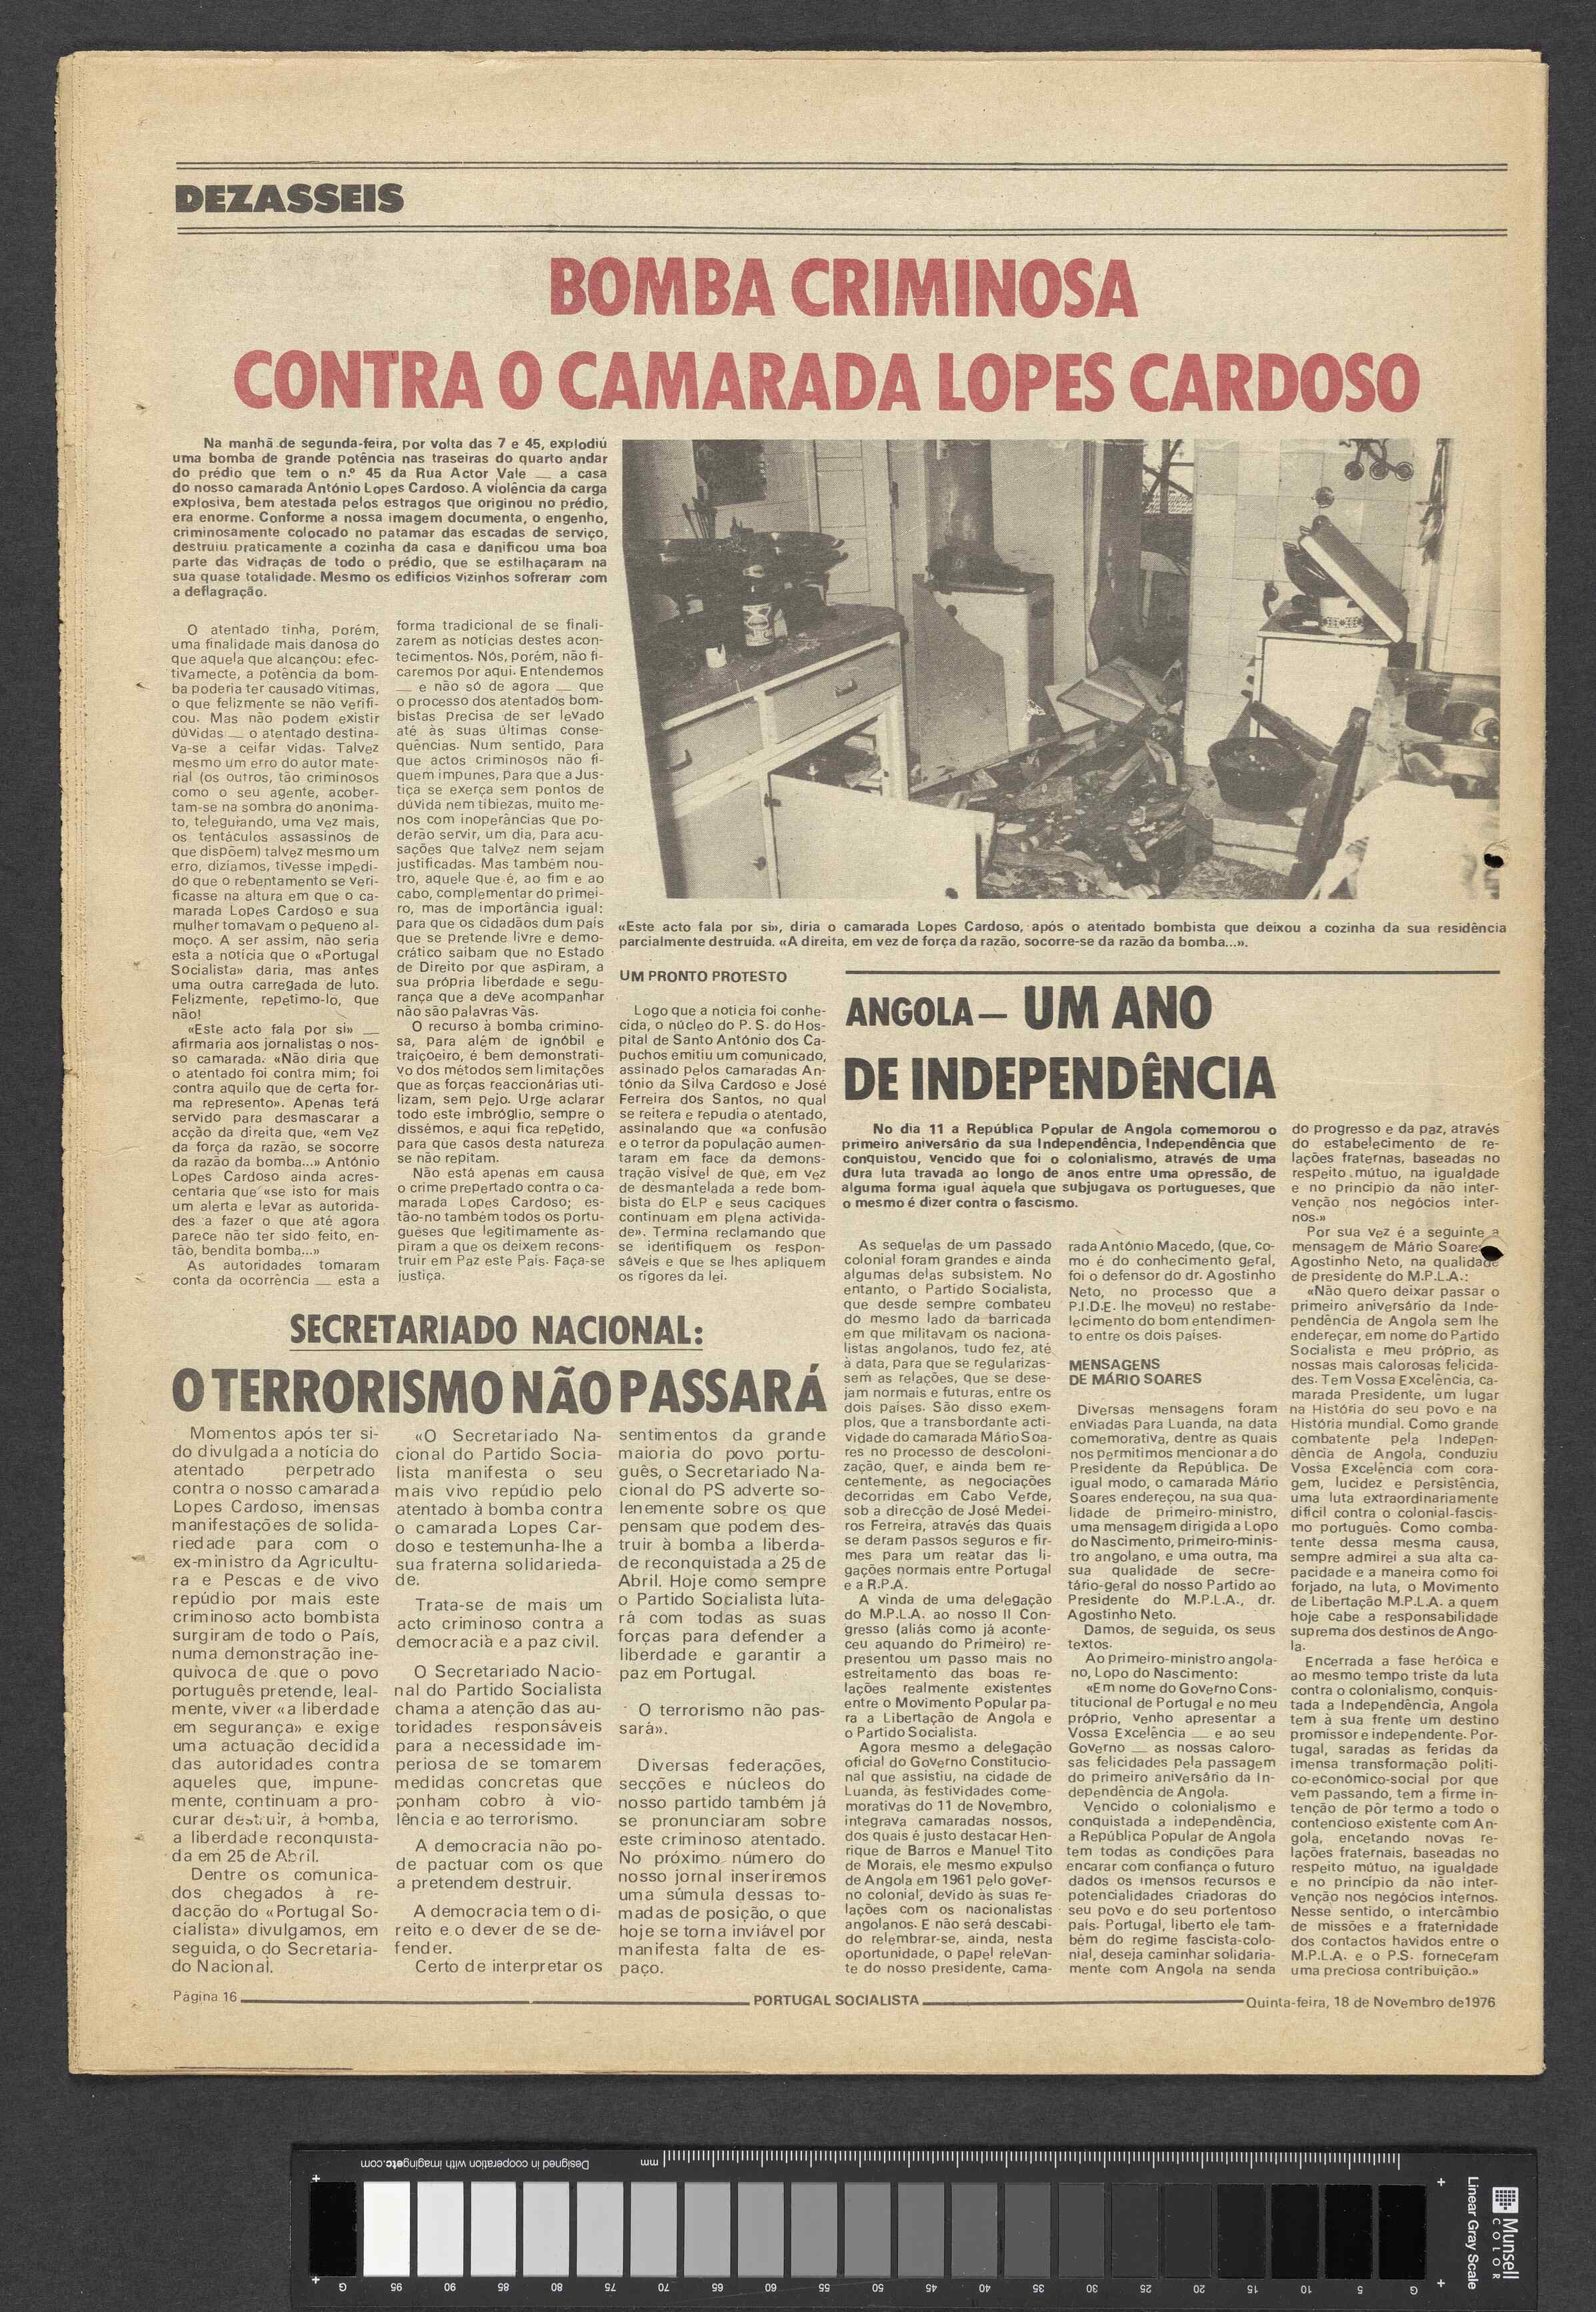 DEZASSEIS
BOMBA CRIMINOSA
CONTRA O CAMARADA LOPES CARDOSO
Na manhã de segunda-feira, por volta das 7 e 45, explodiu
uma bomba de grande potência nas traseiras do quarto andar
do prédio que tem o n.º 45 da Rua Actor Vale — a casa
do nosso camarada António Lopes Cardoso. A violência da carga
explosiva, bem atestada pelos estragos que originou no prédio,
era enorme. Conforme a nossa imagem documenta, o engenho,
criminosamente colocado no patamar das escadas de serviço,
destruiu praticamente a cozinha da casa e danificou uma boa
parte das vidraças de todo o prédio, que se estilhaçaram na
sua quase totalidade. Mesmo os edifícios vizinhos sofreram com
a deflagração.
O atentado tinha, porém,
uma finalidade mais danosa do
que aquela que alcançou: efec-
tivamecte, a potência da bom-
ba poderia ter causado vítimas,
o que felizmente se não verifi-
cou. Mas não podem existir
dúvidas — o atentado destina-
va-se a ceifar vidas. Talvez
mesmo um erro do autor mate-
rial (os outros, tão criminosos
como o seu agente, acober-
tam-se na sombra do anonima-
to, teleguiando, uma vez mais,
os tentáculos assassinos de
que dispõem) talvez mesmo um
erro, dizíamos, tivesse impedi-
do que o rebentamento se veri-
ficasse na altura em que o ca-
marada Lopes Cardoso e sua
mulher tomavam o pequeno al-
moço. A ser assim, não seria
esta a notícia que o «Portugal
Socialista» daria, mas antes
uma outra carregada de luto.
Felizmente, repetimo-lo, que
não!
«Este acto fala por si» —
afirmaria aos jornalistas o nos-
so camarada. «Não diria que
o atentado foi contra mim; foi
contra aquilo que de certa for-
ma represento». Apenas terá
servido para desmascarar a
acção da direita que, «em vez
da força da razão, se socorre
da razão da bomba...» António
Lopes Cardoso ainda acres-
centaria que «se isto for mais
um alerta e levar as autorida-
des a fazer o que até agora
parece não ter sido feito, en-
tão, bendita bomba...»
As autoridades tomaram
conta da ocorrência — esta a
forma tradicional de se finali-
zarem as notícias destes acon-
tecimentos. Nós, porém, não fi-
caremos por aqui. Entendemos
— e não só de agora — que
o processo dos atentados bom-
bistas precisa de ser levado
até às suas últimas conse-
quências. Num sentido, para
que actos criminosos não fi-
quem impunes, para que a Jus-
tiça se exerça sem pontos de
dúvida nem tibiezas, muito me-
nos com inoperâncias que po-
derão servir, um dia, para acu-
sações que talvez nem sejam
justificadas. Mas também nou-
tro, aquele que é, ao fim e ao
cabo, complementar do primei-
ro, mas de importância igual:
para que os cidadãos dum país
que se pretende livre e demo-
crático saibam que no Estado
de Direito por que aspiram, a
sua própria liberdade e segu-
rança que a deve acompanhar
não são palavras vãs.
O recurso à bomba crimino-
sa, para além de ignóbil e
traiçoeiro, é bem demonstrati-
vo dos métodos sem limitações
que as forças reaccionárias uti-
lizam, sem pejo. Urge aclarar
todo este imbróglio, sempre o
dissémos, e aqui fica repetido,
para que casos desta natureza
se não repitam.
Não está apenas em causa
o crime prepertado contra o ca-
marada Lopes Cardoso; es-
tão-no também todos os portu-
gueses que legitimamente as-
piram a que os deixem recons-
truir em Paz este País. Faça-se
justiça.
«Este acto fala por si», diria o camarada Lopes Cardoso, após o atentado bombista que deixou a cozinha da sua residência
parcialmente destruída. «A direita, em vez de força da razão, socorre-se da razão da bomba...».
UM PRONTO PROTESTO
Logo que a notícia foi conhe-
cida, o núcleo do P. S. do Hos-
pital de Santo António dos Ca-
puchos emitiu um comunicado,
assinado pelos camaradas An-
tónio da Silva Cardoso e José
Ferreira dos Santos, no qual
se reitera e repudia o atentado,
assinalando que «a confusão
e o terror da população aumen-
taram em face da demons-
tração visível de que, em vez
de desmantelada a rede bom-
bista do ELP e seus caciques
continuam em plena activida-
de». Termina reclamando que
se identifiquem os respon-
sáveis e que se lhes apliquem
os rigores da lei.
SECRETARIADO NACIONAL:
O TERRORISMO NÃO PASSARÁ
Momentos após ter si-
do divulgada a notícia do
atentado perpetrado
contra o nosso camarada
Lopes Cardoso, imensas
manifestações de solida-
riedade para com o
ex-ministro da Agricultu-
ra e Pescas e de vivo
repúdio por mais este
criminoso acto bombista
surgiram de todo o País,
numa demonstração ine-
quívoca de que o povo
português pretende, leal-
mente, viver «a liberdade
em segurança» e exige
uma actuação decidida
das autoridades contra
aqueles que, impune-
mente, continuam a pro-
curar destruir, à bomba,
a liberdade reconquista-
da em 25 de Abril.
Dentre os comunica-
dos chegados à re-
dacção do «Portugal So-
cialista» divulgamos, em
seguida, o do Secretaria-
do Nacional.
«O Secretariado Na-
cional do Partido Socia-
lista manifesta o seu
mais vivo repúdio pelo
atentado à bomba contra
o camarada Lopes Car-
doso e testemunha-lhe a
sua fraterna solidarieda-
de.
Trata-se de mais um
acto criminoso contra a
democracia e a paz civil.
O Secretariado Nacio-
nal do Partido Socialista
chama a atenção das au-
toridades responsáveis
para a necessidade im-
periosa de se tomarem
medidas concretas que
ponham cobro à vio-
lência e ao terrorismo.
A democracia não po-
de pactuar com os que
a pretendem destruir.
A democracia tem o di-
reito e o dever de se de-
fender.
Certo de interpretar os
sentimentos da grande
maioria do povo portu-
guês, o Secretariado Na-
cional do PS adverte so-
lenemente sobre os que
pensam que podem des-
truir à bomba a liberda-
de reconquistada a 25 de
Abril. Hoje como sempre
o Partido Socialista luta-
rá com todas as suas
forças para defender a
liberdade e garantir a
paz em Portugal.
O terrorismo não pas-
sará».
Diversas federações,
secções e núcleos do
nosso partido também já
se pronunciaram sobre
este criminoso atentado.
No próximo número do
nosso jornal inseriremos
uma súmula dessas to-
madas de posição, o que
hoje se torna inviável por
manifesta falta de es-
paço.
ANGOLA — UM ANO
DE INDEPENDÊNCIA
No dia 11 a República Popular de Angola comemorou o
primeiro aniversário da sua Independência, Independência que
conquistou, vencido que foi o colonialismo, através de uma
dura luta travada ao longo de anos entre uma opressão, de
alguma forma igual àquela que subjugava os portugueses, que
o mesmo é dizer contra o fascismo.
As sequelas de um passado
colonial foram grandes e ainda
algumas delas subsistem. No
entanto, o Partido Socialista,
que desde sempre combateu
do mesmo lado da barricada
em que militavam os naciona-
listas angolanos, tudo fez, até
à data, para que se regularizas-
sem as relações, que se dese-
jam normais e futuras, entre os
dois países. São disso exem-
plos, que a transbordante acti-
vidade do camarada Mário Soa-
res no processo de descoloni-
zação, quer, e ainda bem re-
centemente, as negociações
decorridas em Cabo Verde,
sob a direcção de José Medei-
ros Ferreira, através das quais
se deram passos seguros e fir-
mes para um reatar das li-
gações normais entre Portugal
e a R.P.A.
A vinda de uma delegação
do M.P.L.A. ao nosso II Con-
gresso (aliás como já aconte-
ceu aquando do Primeiro) re-
presentou um passo mais no
estreitamento das boas re-
lações realmente existentes
entre o Movimento Popular pa-
ra a Libertação de Angola e
o Partido Socialista.
Agora mesmo a delegação
oficial do Governo Constitucio-
nal que assistiu, na cidade de
Luanda, às festividades come-
morativas do 11 de Novembro,
integrava camaradas nossos,
dos quais é justo destacar Hen-
rique de Barros e Manuel Tito
de Morais, ele mesmo expulso
de Angola em 1961 pelo gover-
no colonial, devido às suas re-
lações com os nacionalistas
angolanos. E não será descabi-
do relembrar-se, ainda, nesta
oportunidade, o papel relevan-
te do nosso presidente, cama-
rada António Macedo, (que, co-
mo é do conhecimento geral,
foi o defensor do dr. Agostinho
Neto, no processo que a
P.I.D.E. lhe moveu) no restabe-
lecimento do bom entendimen-
to entre os dois países.
MENSAGENS
DE MÁRIO SOARES
Diversas mensagens foram
enviadas para Luanda, na data
comemorativa, dentre as quais
nos permitimos mencionar a do
Presidente da República. De
igual modo, o camarada Mário
Soares endereçou, na sua qua-
lidade de primeiro-ministro,
uma mensagem dirigida a Lopo
do Nascimento, primeiro-minis-
tro angolano, e uma outra, ma
sua qualidade de secre-
tário-geral do nosso Partido ao
Presidente do M.P.L.A., dr.
Agostinho Neto.
Damos, de seguida, os seus
textos.
Ao primeiro-ministro angola-
no, Lopo do Nascimento:
«Em nome do Governo Cons-
titucional de Portugal e no meu
próprio, venho apresentar a
Vossa Excelência — e ao seu
Governo — as nossas caloro-
sas felicidades pela passagem
do primeiro aniversário da In-
dependência de Angola.
Vencido o colonialismo e
conquistada a independência,
a República Popular de Angola
tem todas as condições para
encarar com confiança o futuro
dados os imensos recursos e
potencialidades criadoras do
seu povo e do seu portentoso
país. Portugal, liberto ele tam-
bém do regime fascista-colo-
nial, deseja caminhar solidaria-
mente com Angola na senda
do progresso e da paz, através
do estabelecimento de re-
lações fraternas, baseadas no
respeito mútuo, na igualdade
e no princípio da não inter-
venção nos negócios inter-
nos.»
Por sua vez é a seguinte a
mensagem de Mário Soares
Agostinho Neto, na qualidade
de presidente do M.P.L.A.:
«Não quero deixar passar o
primeiro aniversário da Inde-
pendência de Angola sem lhe
endereçar, em nome do Partido
Socialista e meu próprio, as
nossas mais calorosas felicida-
des. Tem Vossa Excelência, ca-
marada Presidente, um lugar
na História do seu povo e na
História mundial. Como grande
combatente pela Indepen-
dência de Angola, conduziu
Vossa Excelência com cora-
gem, lucidez e persistência,
uma luta extraordinariamente
difícil contra o colonial-fascis-
mo português. Como comba-
tente dessa mesma causa,
sempre admirei a sua alta ca-
pacidade e a maneira como foi
forjado, na luta, o Movimento
de Libertação M.P.L.A. a quem
hoje cabe a responsabilidade
suprema dos destinos de Ango-
la.
Encerrada a fase heróica e
ao mesmo tempo triste da luta
contra o colonialismo, conquis-
tada a Independência, Angola
tem à sua frente um destino
promissor e independente. Por-
tugal, saradas as feridas da
imensa transformação políti-
co-económico-social por que
vem passando, tem a firme in-
tenção de pôr termo a todo o
contencioso existente com An-
gola, encetando novas re-
lações fraternais, baseadas no
respeito mútuo, na igualdade
e no princípio da não inter-
venção nos negócios internos.
Nesse sentido, o intercâmbio
de missões e a fraternidade
dos contactos havidos entre o
M.P.L.A. e o P.S. forneceram
uma preciosa contribuição.»
Página 16
PORTUGAL SOCIALISTA
Quinta-feira, 18 de Novembro de 1976
Designed in cooperation with imagingetc.com
mm
G 95 90 85 80 75 70 65 60 55 50 45 40 35 30 25 20 15 10 5 G
Munsell
COLOR
Linear Gray Scale